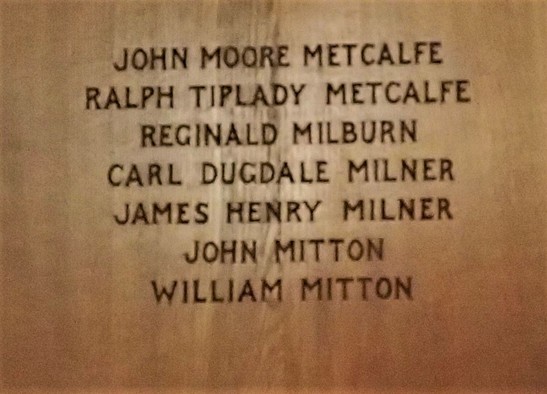 JOHN MOORE METCALFE
RALPH TIPLADY METCALFE
REGINALD MILBURN
CARL DUGDALE MILNER
JAMES HENRY MILNER
JOHN MITTON
WILLIAM MITTON